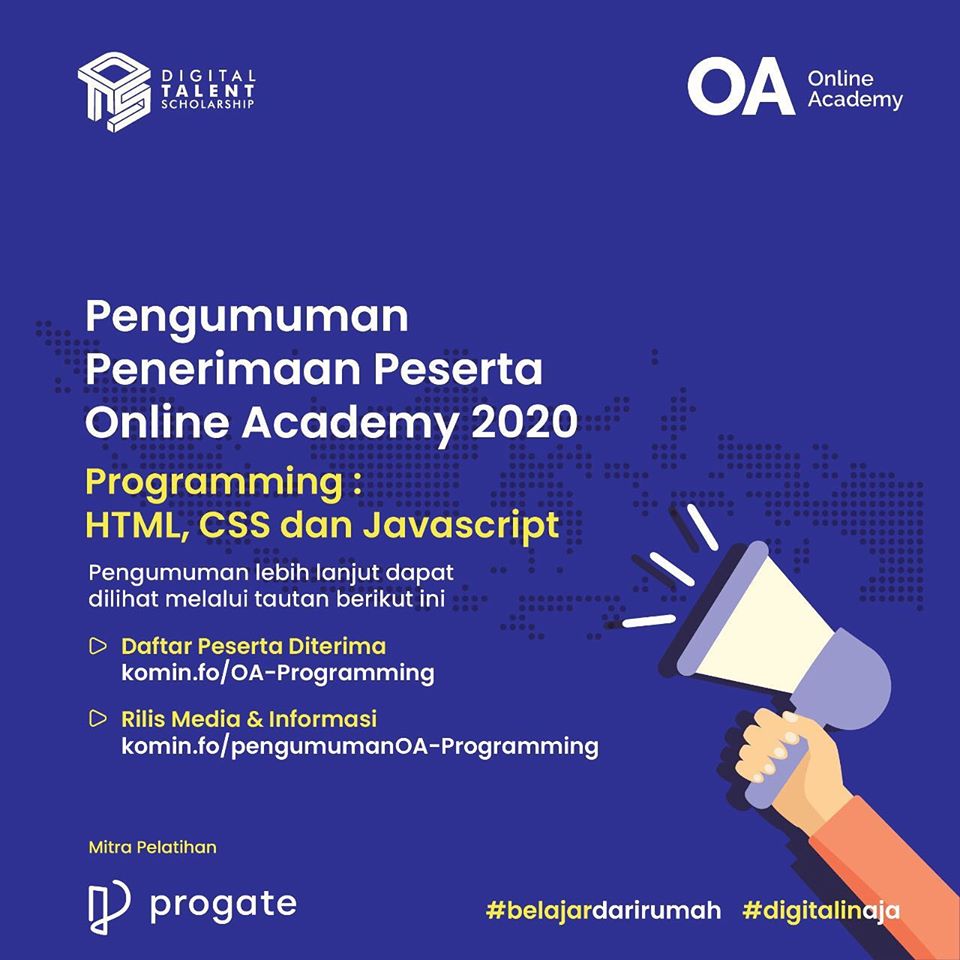 DIGITAL
TALENT
SCHOLARSHIP
OA Online
Academy
Pengumuman
Penerimaan Peserta
Online Academy 2020
Programming :
HTML, CSS dan Javascript
Pengumuman lebih lanjut dapat
dilihat melalui tautan berikut ini
Daftar Peserta Diterima
komin.fo/OA-Programming
Rilis Media & Informasi
komin.fo/pengumumanOA-Programming
Mitra Pelatihan
progate
#belajardarirumah #digitalinaja